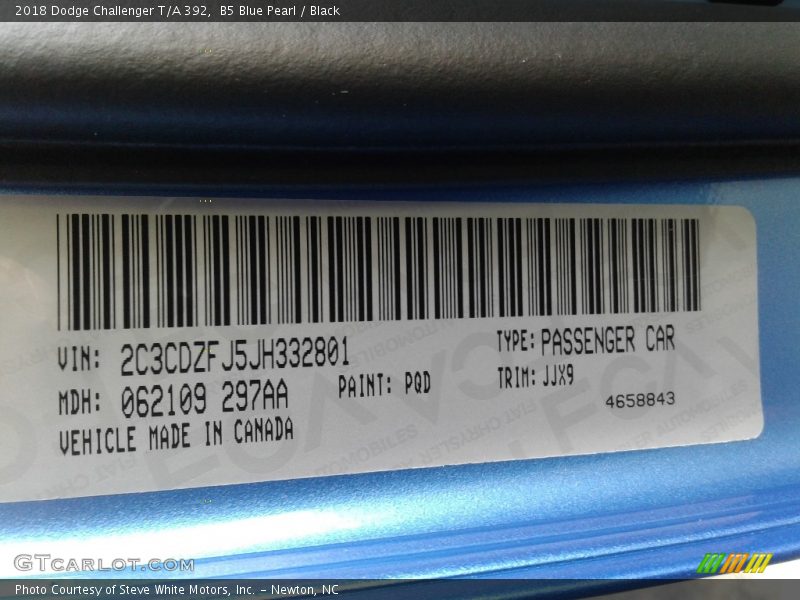 2018 Dodge Challenger T/A 392, B5 Blue Pearl / Black
VIN: 2C3CDZFJ5JH332801
TYPE: PASSENGER CAR
MDH: 062109 297AA
PAINT: PQD
TRIM: JJX9
4658843
VEHICLE MADE IN CANADA
GTCARLOT.COM
Photo Courtesy of Steve White Motors, Inc. - Newton, NC